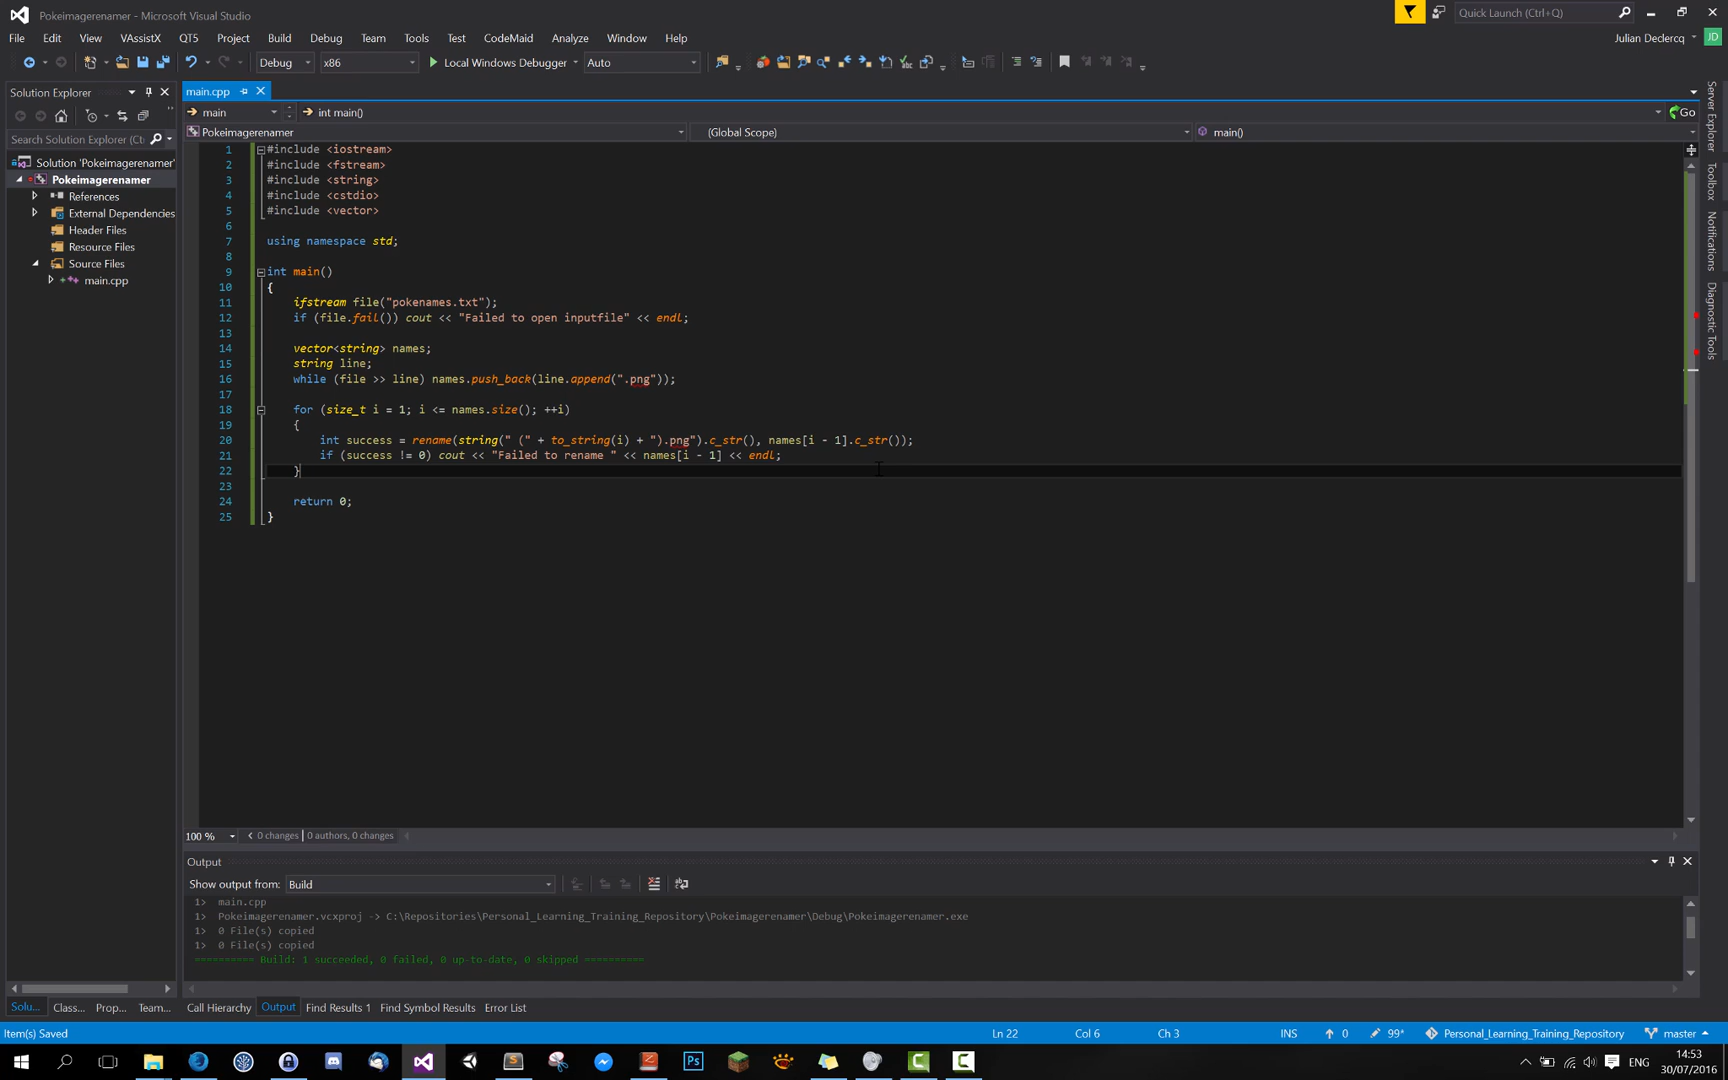 Pokeimagerenamer - Microsoft Visual Studio
Quick Launch (Ctrl+Q)
File Edit View VAssistX QT5 Project Build Debug Team Tools Test CodeMaid Analyze Window Help
Julian Declercq JD
Debug x86 Local Windows Debugger Auto
Solution Explorer
main.cpp
main int main() Go
Search Solution Explorer (Ct
Pokeimagerenamer (Global Scope) main()
Solution 'Pokeimagerenamer'
Pokeimagerenamer
References
External Dependencies
Header Files
Resource Files
Source Files
main.cpp
1 #include <iostream>
2 #include <fstream>
3 #include <string>
4 #include <cstdio>
5 #include <vector>
6
7 using namespace std;
8
9 int main()
10 {
11 ifstream file("pokenames.txt");
12 if (file.fail()) cout << "Failed to open inputfile" << endl;
13
14 vector<string> names;
15 string line;
16 while (file >> line) names.push_back(line.append(".png"));
17
18 for (size_t i = 1; i <= names.size(); ++i)
19 {
20 int success = rename(string(" (" + to_string(i) + ").png").c_str(), names[i - 1].c_str());
21 if (success != 0) cout << "Failed to rename " << names[i - 1] << endl;
22 }
23
24 return 0;
25 }
Server Explorer
Toolbox
Notifications
Diagnostic Tools
100 % 0 changes | 0 authors, 0 changes
Output
Show output from: Build
1> main.cpp
1> Pokeimagerenamer.vcxproj -> C:\Repositories\Personal_Learning_Training_Repository\Pokeimagerenamer\Debug\Pokeimagerenamer.exe
1> 0 File(s) copied
1> 0 File(s) copied
========== Build: 1 succeeded, 0 failed, 0 up-to-date, 0 skipped ==========
Solu... Class... Prop... Team... Call Hierarchy Output Find Results 1 Find Symbol Results Error List
Item(s) Saved Ln 22 Col 6 Ch 3 INS 0 99* Personal_Learning_Training_Repository master
Ps ENG 14:53
30/07/2016